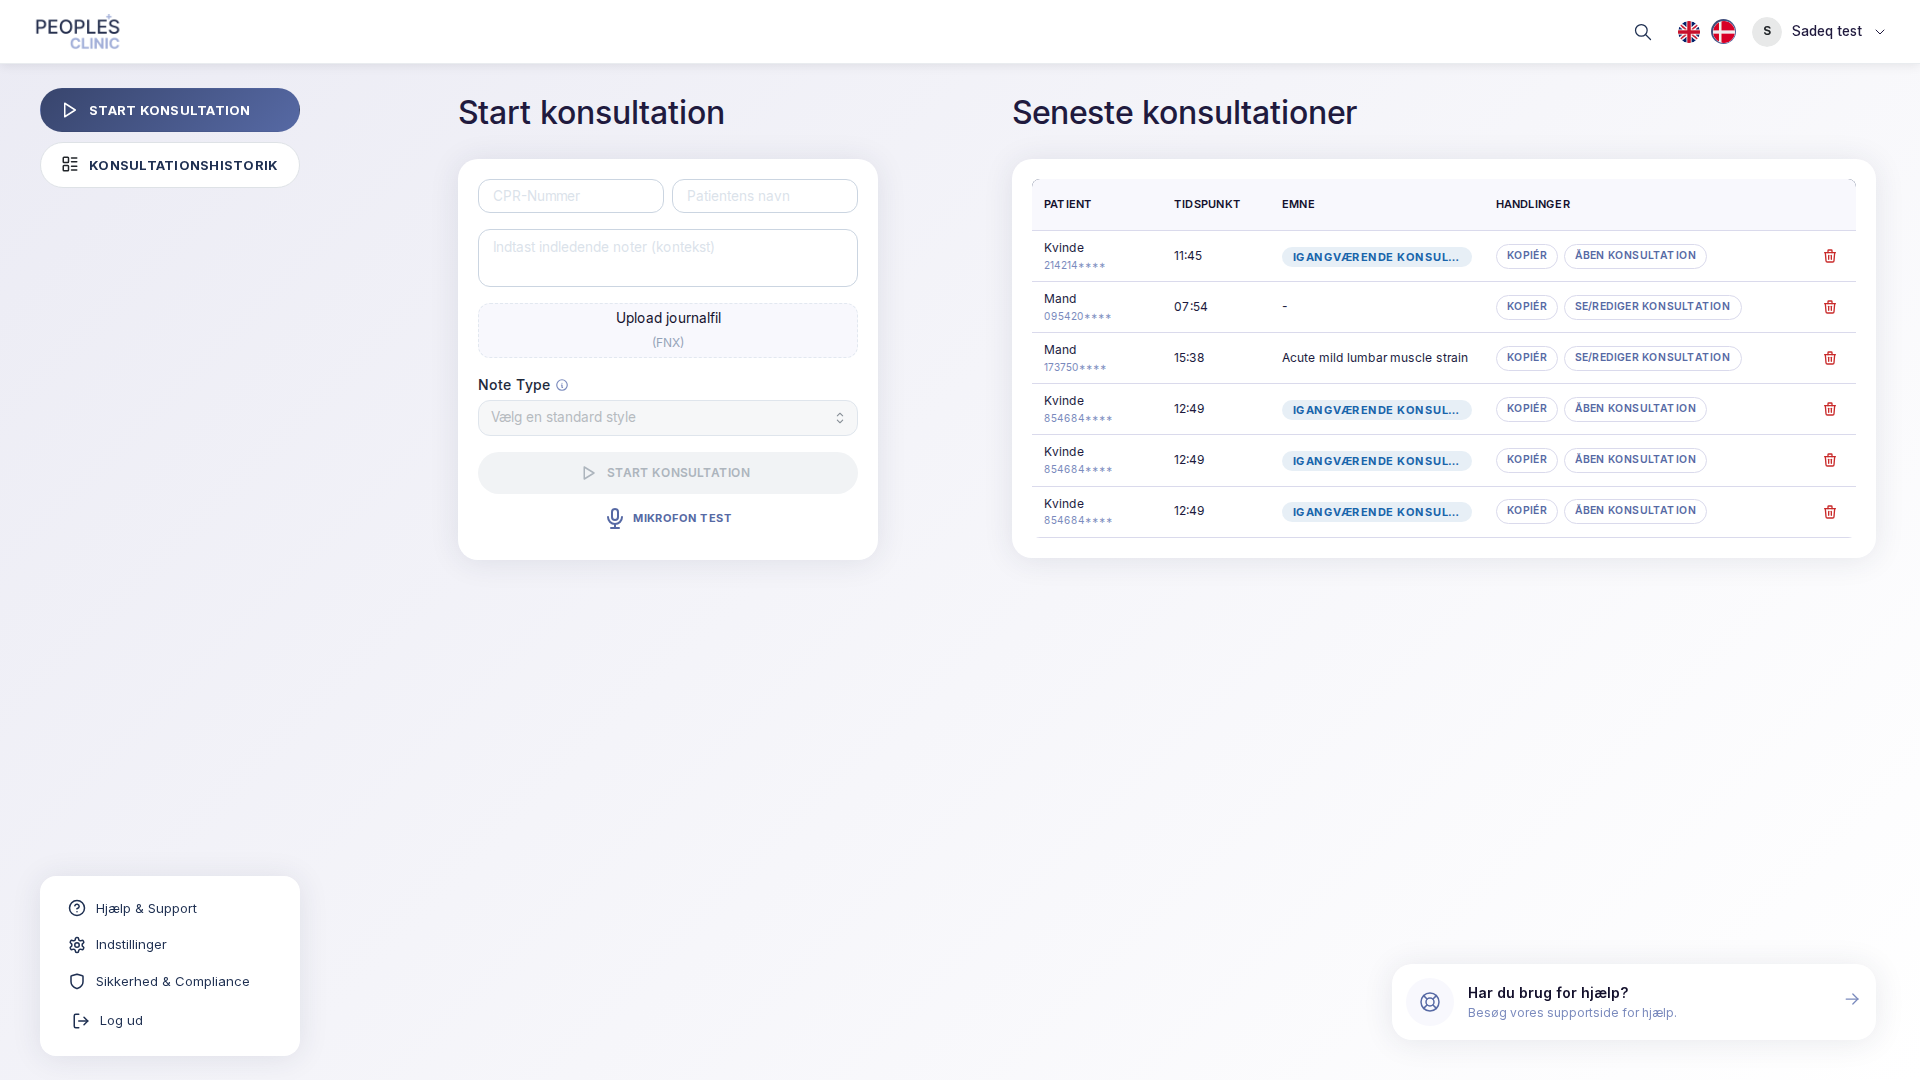 PEOPLES
CLINIC
S
Sadeq test
START KONSULTATION
KONSULTATIONSHISTORIK
Start konsultation
CPR-Nummer
Patientens navn
Indtast indledende noter (kontekst)
Upload journalfil
(FNX)
Note Type
Vælg en standard style
START KONSULTATION
MIKROFON TEST
Seneste konsultationer
PATIENT TIDSPUNKT EMNE HANDLINGER
Kvinde
214214****
11:45
IGANGVÆRENDE KONSUL...
KOPIÉR
ÅBEN KONSULTATION
Mand
095420****
07:54
-
KOPIÉR
SE/REDIGER KONSULTATION
Mand
173750****
15:38
Acute mild lumbar muscle strain
KOPIÉR
SE/REDIGER KONSULTATION
Kvinde
854684****
12:49
IGANGVÆRENDE KONSUL...
KOPIÉR
ÅBEN KONSULTATION
Kvinde
854684****
12:49
IGANGVÆRENDE KONSUL...
KOPIÉR
ÅBEN KONSULTATION
Kvinde
854684****
12:49
IGANGVÆRENDE KONSUL...
KOPIÉR
ÅBEN KONSULTATION
Hjælp & Support
Indstillinger
Sikkerhed & Compliance
Log ud
Har du brug for hjælp?
Besøg vores supportside for hjælp.